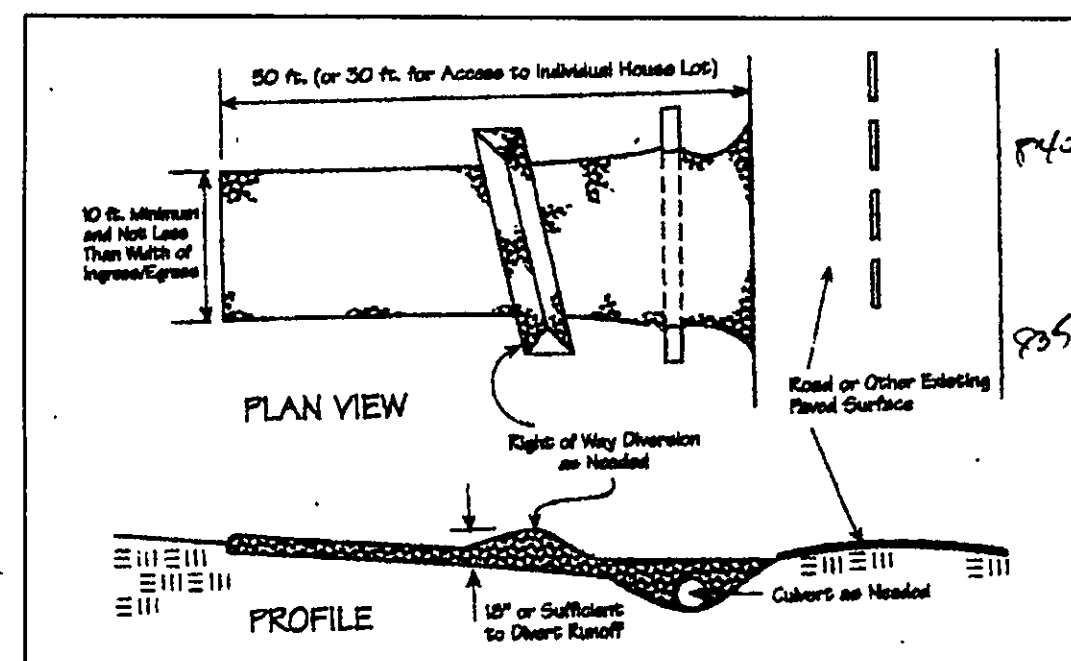 50 ft. (or 30 ft. for Access to Individual House Lot)
10 ft. Minimum
and Not Less
Than Width of
Ingress/Egress
840
835
Road or Other Existing
Paved Surface
PLAN VIEW
Right of Way Diversion
as Needed
18" or Sufficient
to Divert Runoff
Culvert as Needed
PROFILE